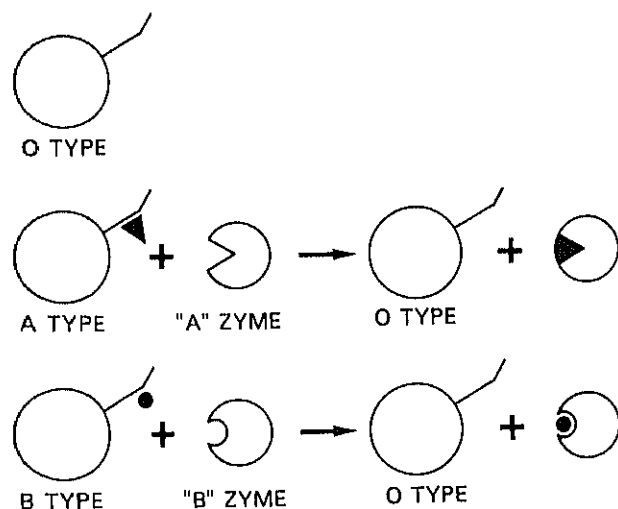 O TYPE
+ → +
A TYPE "A" ZYME O TYPE
+ → +
B TYPE "B" ZYME O TYPE